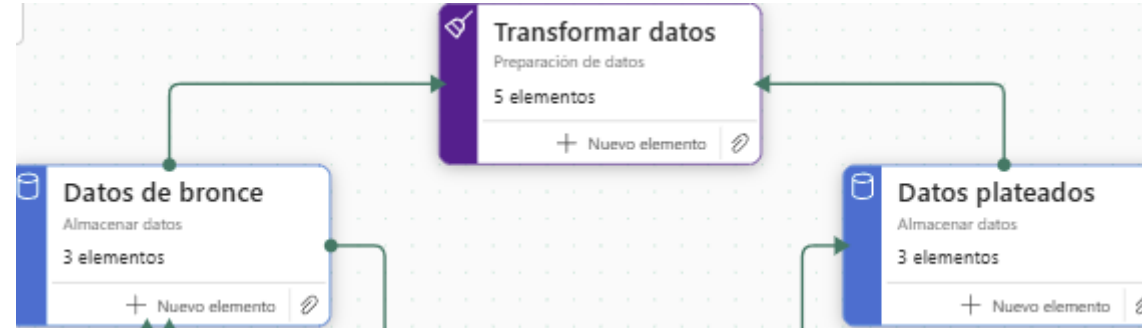 Transformar datos
Preparación de datos
5 elementos
Nuevo elemento
Datos de bronce
Almacenar datos
3 elementos
Nuevo elemento
Datos plateados
Almacenar datos
3 elementos
Nuevo elemento